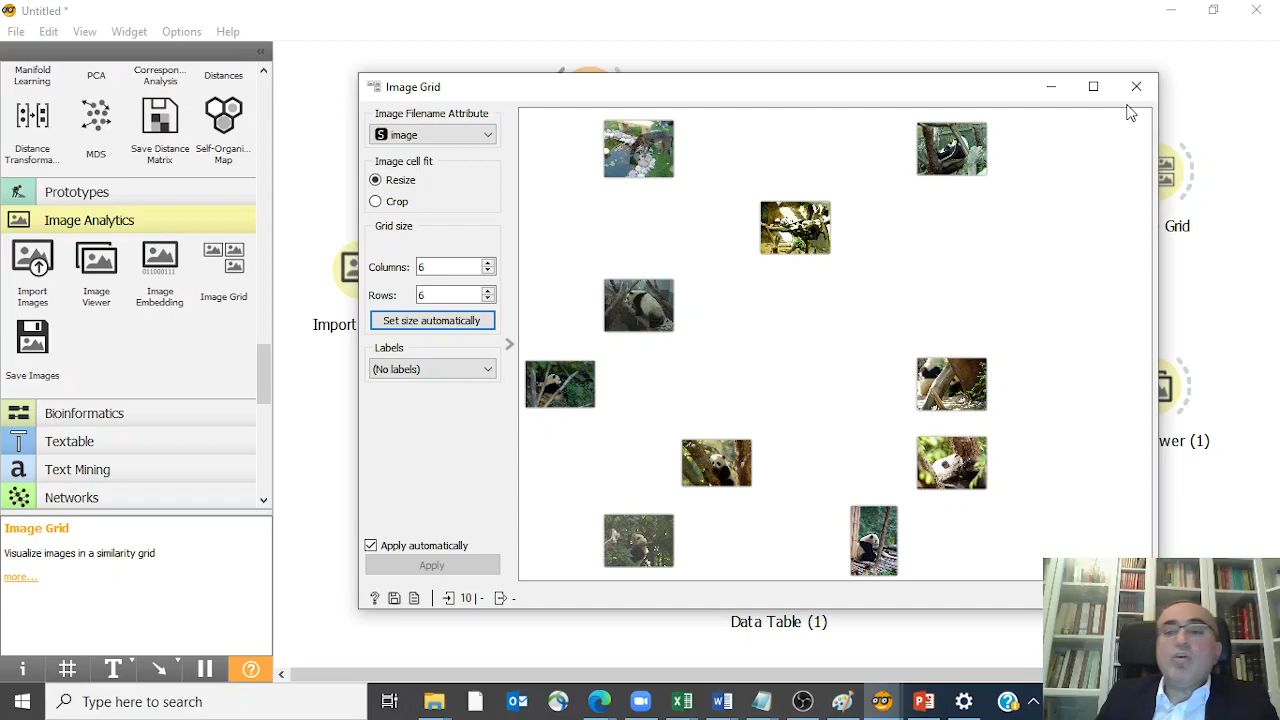 Untitled *
File Edit View Widget Options Help
Manifold Learning
PCA
Correspon... Analysis
Distances
Distance Transforma...
MDS
Save Distance Matrix
Self-Organi... Map
Prototypes
Image Analytics
Import Images
Image Viewer
Image Embedding
Image Grid
Save Images
Bioinformatics
Textable
Text Mining
Networks
Image Grid
Visualize images in a similarity grid
more...
Import
Image Grid
Image Filename Attribute
image
Image cell fit
Resize
Crop
Grid size
Columns: 6
Rows: 6
Set size automatically
Labels
(No labels)
Apply automatically
Apply
10 | -
-
Grid
wer (1)
Data Table (1)
Type here to search